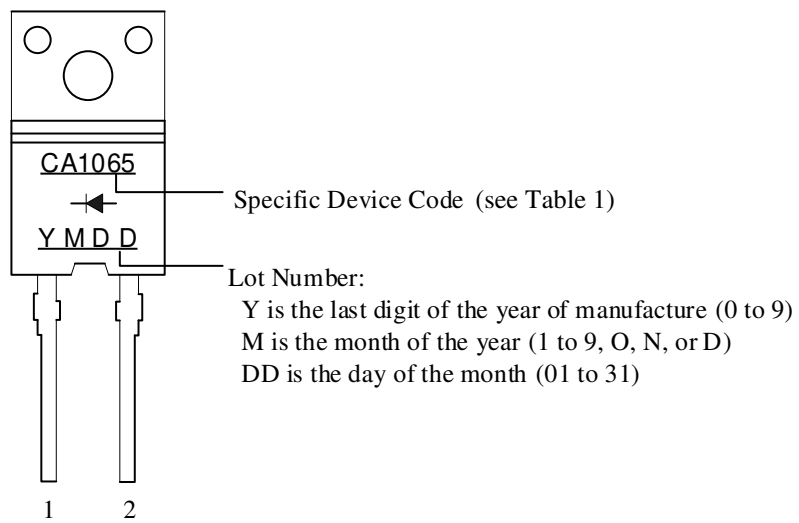 CA1065
Specific Device Code (see Table 1)
Y M D D
Lot Number:
Y is the last digit of the year of manufacture (0 to 9)
M is the month of the year (1 to 9, O, N, or D)
DD is the day of the month (01 to 31)
1 2